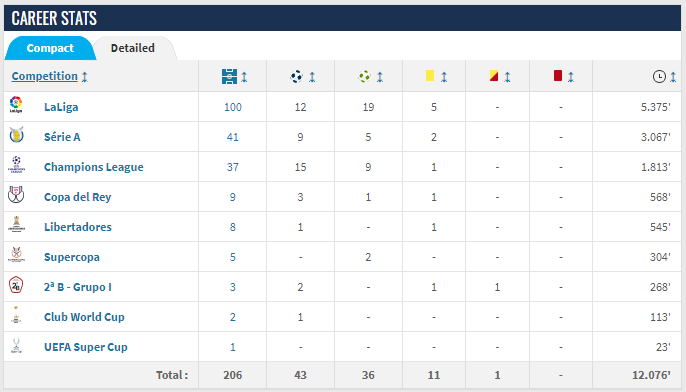 CAREER STATS
Compact Detailed
Competition
LaLiga 100 12 19 5 - - 5.375'
Série A 41 9 5 2 - - 3.067'
Champions League 37 15 9 1 - - 1.813'
Copa del Rey 9 3 1 1 - - 568'
Libertadores 8 1 - 1 - - 545'
Supercopa 5 - 2 - - - 304'
2ª B - Grupo I 3 2 - 1 1 - 268'
Club World Cup 2 1 - - - - 113'
UEFA Super Cup 1 - - - - - 23'
Total : 206 43 36 11 1 - 12.076'